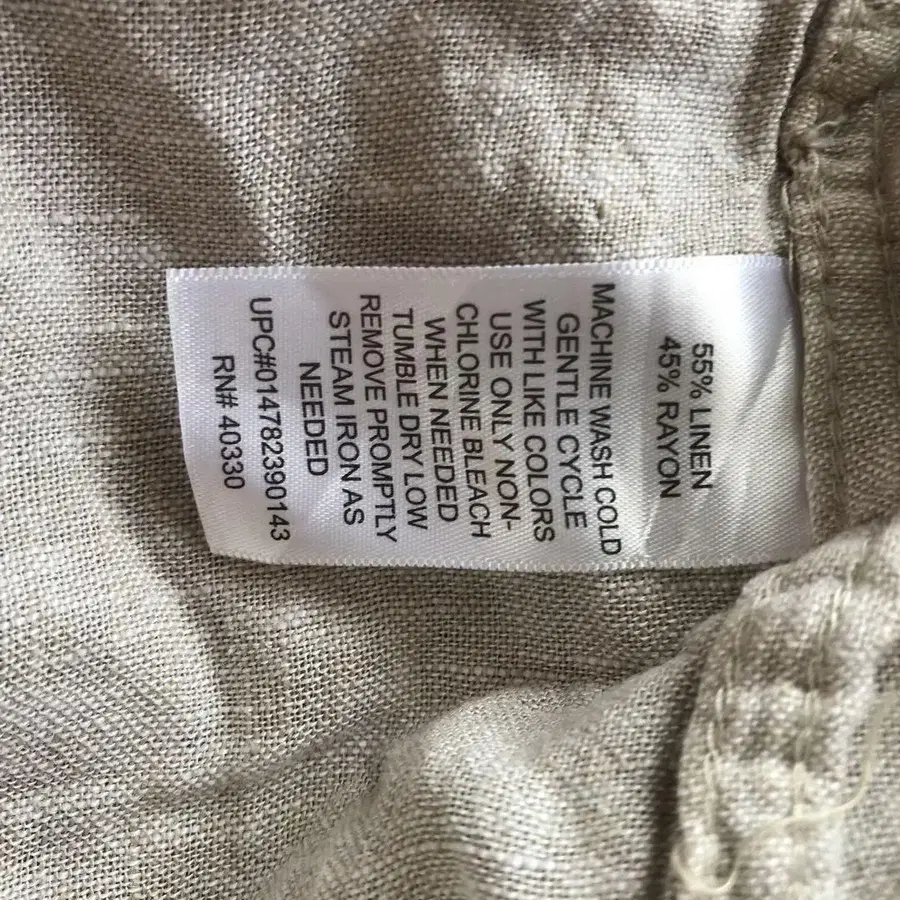 55% LINEN
45% RAYON
MACHINE WASH COLD
GENTLE CYCLE
WITH LIKE COLORS
USE ONLY NON-
CHLORINE BLEACH
WHEN NEEDED
TUMBLE DRY LOW
REMOVE PROMPTLY
STEAM IRON AS
NEEDED
UPC#014782390143
RN# 40330